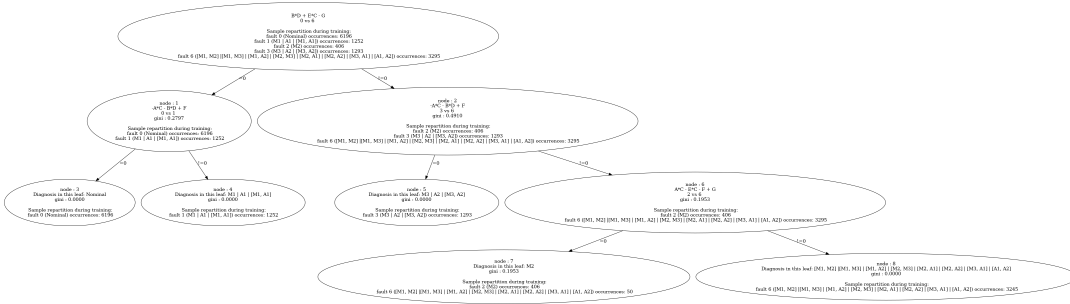 B*D + E*C - G
0 vs 6
Sample repartition during training:
fault 0 (Nominal) occurrences: 6196
fault 1 (M1 | A1 | [M1, A1]) occurrences: 1252
fault 2 (M2) occurrences: 406
fault 3 (M3 | A2 | [M3, A2]) occurrences: 1293
fault 6 ([M1, M2] |[M1, M3] | [M1, A2] | [M2, M3] | [M2, A1] | [M2, A2] | [M3, A1] | [A1, A2]) occurrences: 3295
=0
!=0
node : 1
-A*C - B*D + F
0 vs 1
gini : 0.2797
Sample repartition during training:
fault 0 (Nominal) occurrences: 6196
fault 1 (M1 | A1 | [M1, A1]) occurrences: 1252
node : 2
-A*C - B*D + F
3 vs 6
gini : 0.4910
Sample repartition during training:
fault 2 (M2) occurrences: 406
fault 3 (M3 | A2 | [M3, A2]) occurrences: 1293
fault 6 ([M1, M2] |[M1, M3] | [M1, A2] | [M2, M3] | [M2, A1] | [M2, A2] | [M3, A1] | [A1, A2]) occurrences: 3295
=0
!=0
=0
!=0
node : 3
Diagnosis in this leaf: Nominal
gini : 0.0000
Sample repartition during training:
fault 0 (Nominal) occurrences: 6196
node : 4
Diagnosis in this leaf: M1 | A1 | [M1, A1]
gini : 0.0000
Sample repartition during training:
fault 1 (M1 | A1 | [M1, A1]) occurrences: 1252
node : 5
Diagnosis in this leaf: M3 | A2 | [M3, A2]
gini : 0.0000
Sample repartition during training:
fault 3 (M3 | A2 | [M3, A2]) occurrences: 1293
node : 6
A*C - E*C - F + G
2 vs 6
gini : 0.1953
Sample repartition during training:
fault 2 (M2) occurrences: 406
fault 6 ([M1, M2] |[M1, M3] | [M1, A2] | [M2, M3] | [M2, A1] | [M2, A2] | [M3, A1] | [A1, A2]) occurrences: 3295
=0
!=0
node : 7
Diagnosis in this leaf: M2
gini : 0.1953
Sample repartition during training:
fault 2 (M2) occurrences: 406
fault 6 ([M1, M2] |[M1, M3] | [M1, A2] | [M2, M3] | [M2, A1] | [M2, A2] | [M3, A1] | [A1, A2]) occurrences: 50
node : 8
Diagnosis in this leaf: [M1, M2] |[M1, M3] | [M1, A2] | [M2, M3] | [M2, A1] | [M2, A2] | [M3, A1] | [A1, A2]
gini : 0.0000
Sample repartition during training:
fault 6 ([M1, M2] |[M1, M3] | [M1, A2] | [M2, M3] | [M2, A1] | [M2, A2] | [M3, A1] | [A1, A2]) occurrences: 3245